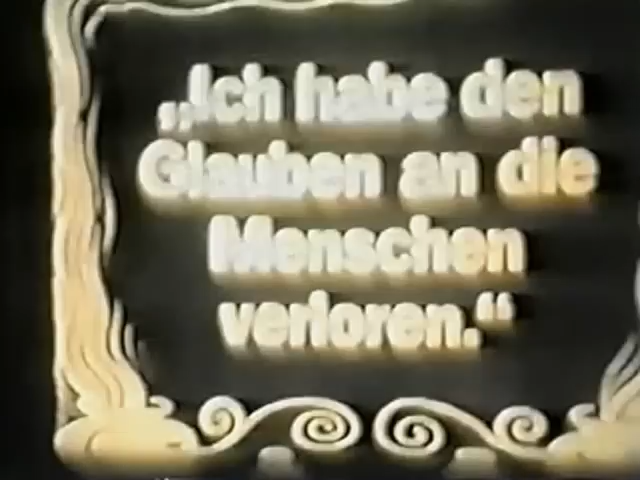 „Ich habe den
Glauben an die
Menschen
verloren.“